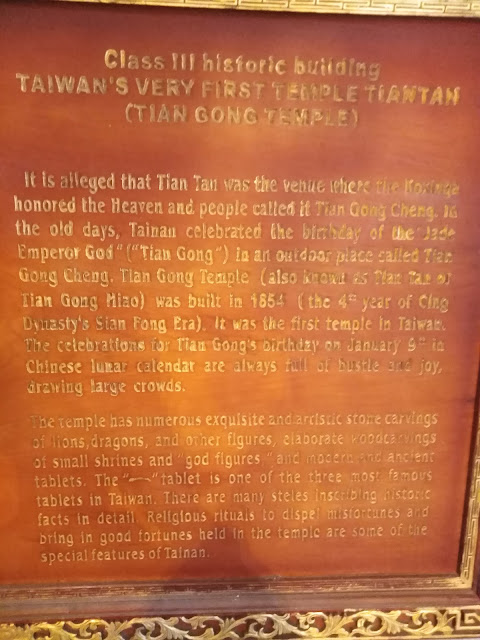 Class III historic building
TAIWAN'S VERY FIRST TEMPLE TIANTAN
(TIAN GONG TEMPLE)
It is alleged that Tian Tan was the venue where the Koxinga
honored the Heaven and people called it Tian Gong Cheng. In
the old days, Tainan celebrated the birthday of the "Jade
Emperor God" ("Tian Gong") in an outdoor place called Tian
Gong Cheng. Tian Gong Temple (also known as Tian Tan or
Tian Gong Miao) was built in 1854 (the 4th year of Cing
Dynasty's Sian Fong Era). It was the first temple in Taiwan.
The celebrations for Tian Gong's birthday on January 9th in
Chinese lunar calendar are always full of bustle and joy,
drawing large crowds.
The temple has numerous exquisite and artistic stone carvings
of lions, dragons, and other figures, elaborate woodcarvings
of small shrines and "god figures," and modern and ancient
tablets. The "一" tablet is one of the three most famous
tablets in Taiwan. There are many steles inscribing historic
facts in detail. Religious rituals to dispel misfortunes and
bring in good fortunes held in the temple are some of the
special features of Tainan.